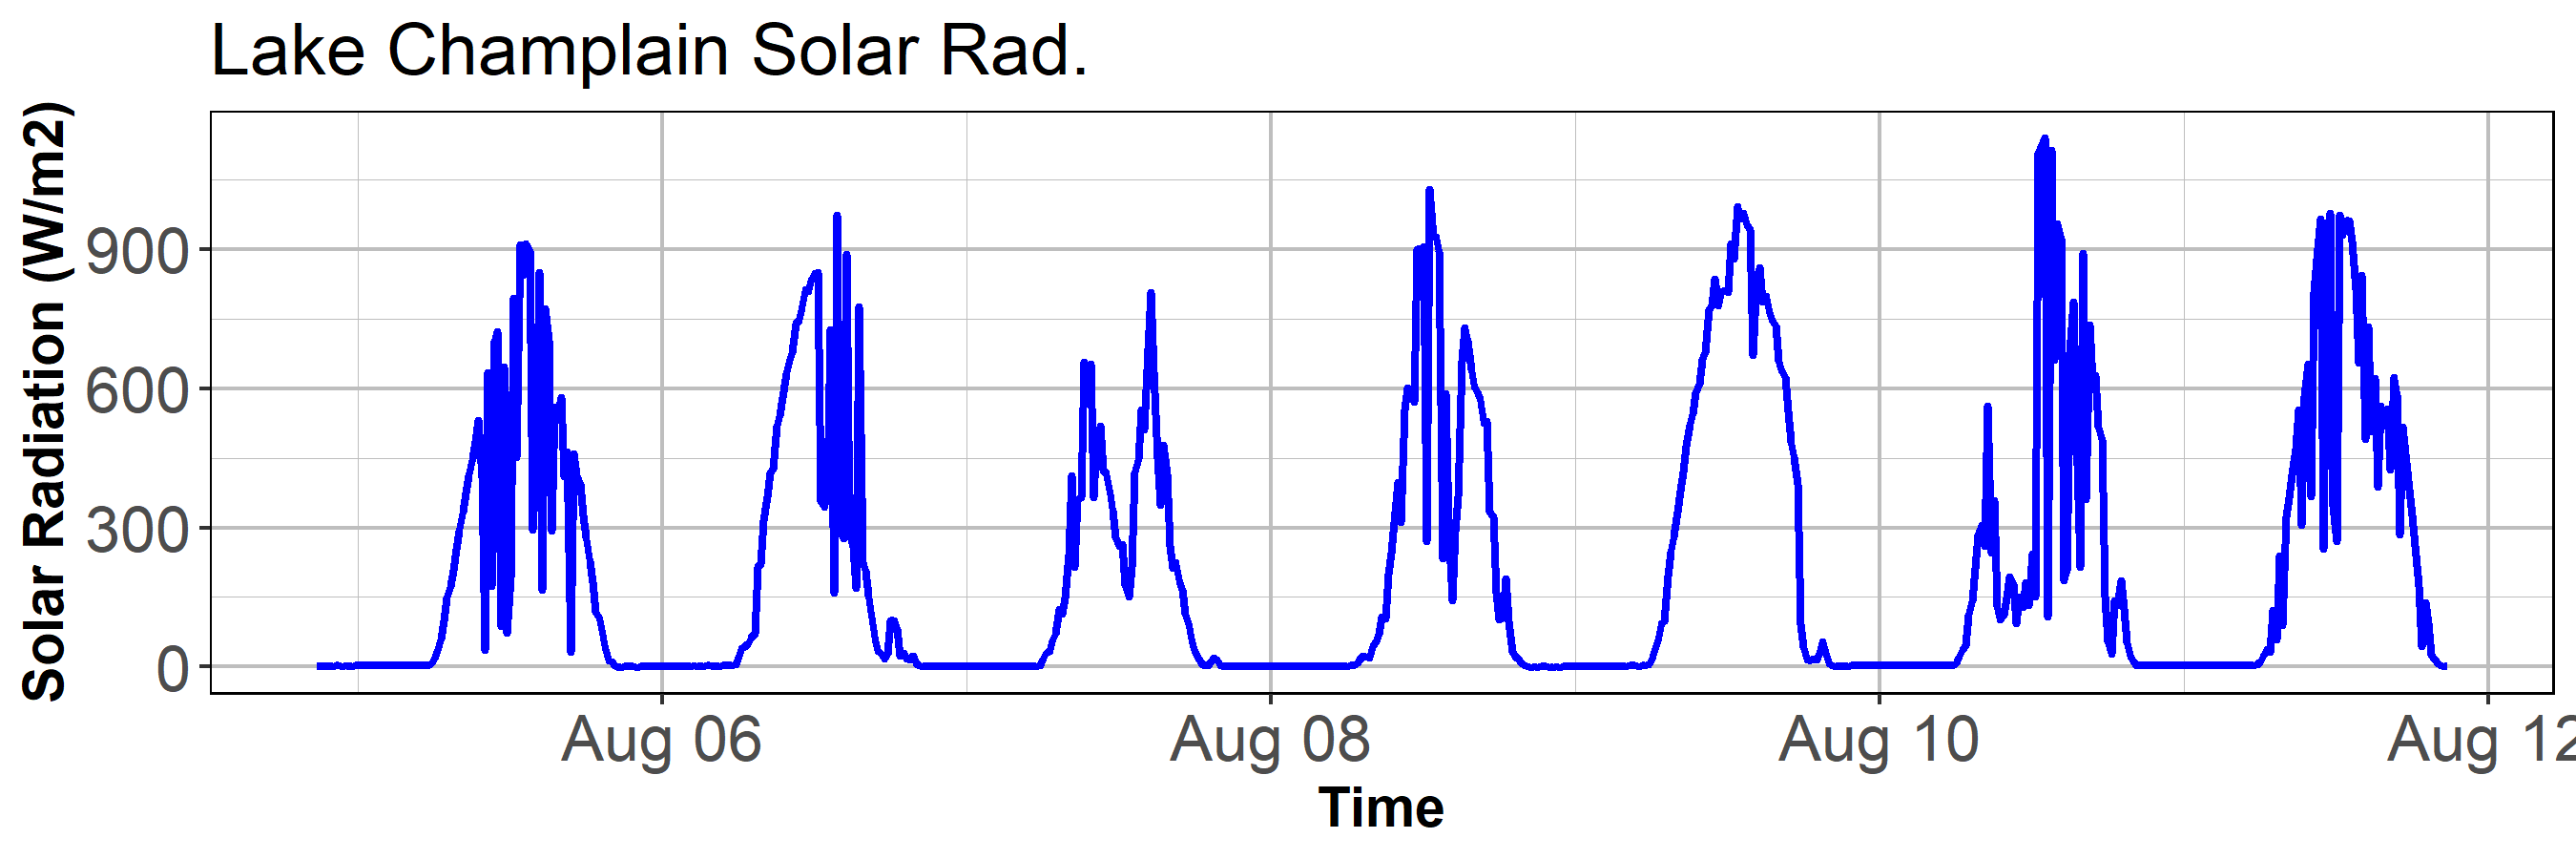 Lake Champlain Solar Rad.
Solar Radiation (W/m2)
900
600
300
0
Aug 06 Aug 08 Aug 10 Aug 12
Time